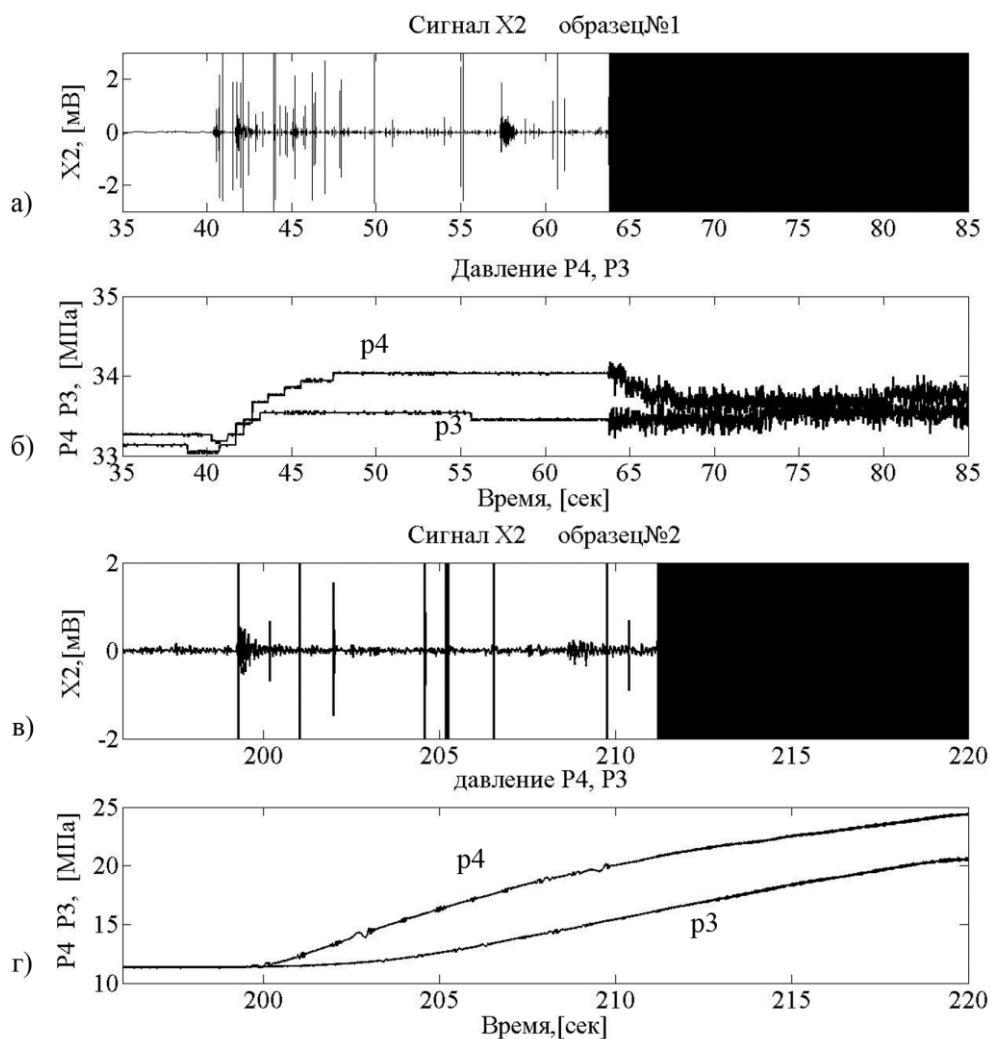 Сигнал X2 образец№1
X2, [мВ]
2
0
-2
а)
35 40 45 50 55 60 65 70 75 80 85
Давление P4, P3
P4 P3, [МПа]
35
34
33
p4
p3
б)
35 40 45 50 55 60 65 70 75 80 85
Время, [сек]
Сигнал X2 образец№2
X2,[мВ]
2
0
-2
в)
200 205 210 215 220
давление P4, P3
P4 P3, [МПа]
25
20
15
10
p4
p3
г)
200 205 210 215 220
Время,[сек]